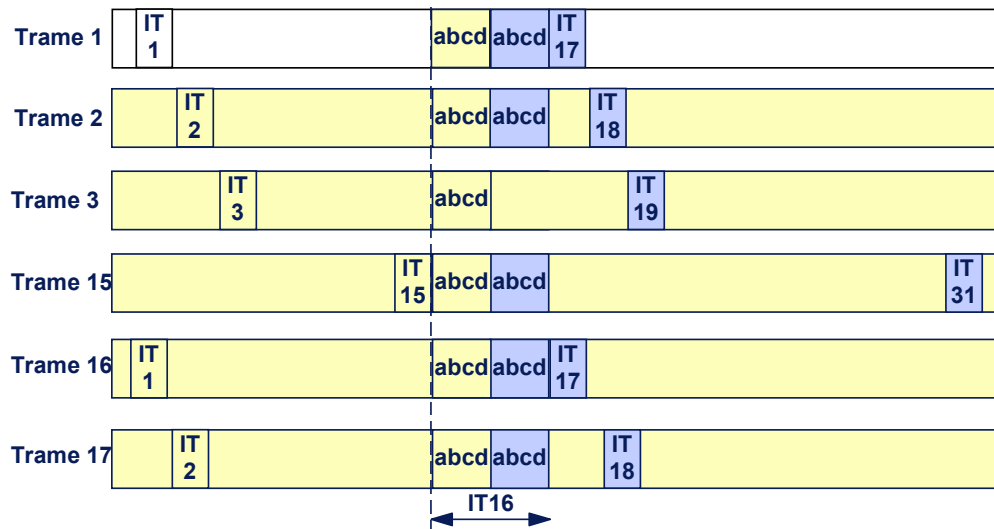 Trame 1 IT 1 abcd abcd IT 17
Trame 2 IT 2 abcd abcd IT 18
Trame 3 IT 3 abcd IT 19
Trame 15 IT 15 abcd abcd IT 31
Trame 16 IT 1 abcd abcd IT 17
Trame 17 IT 2 abcd abcd IT 18
IT16